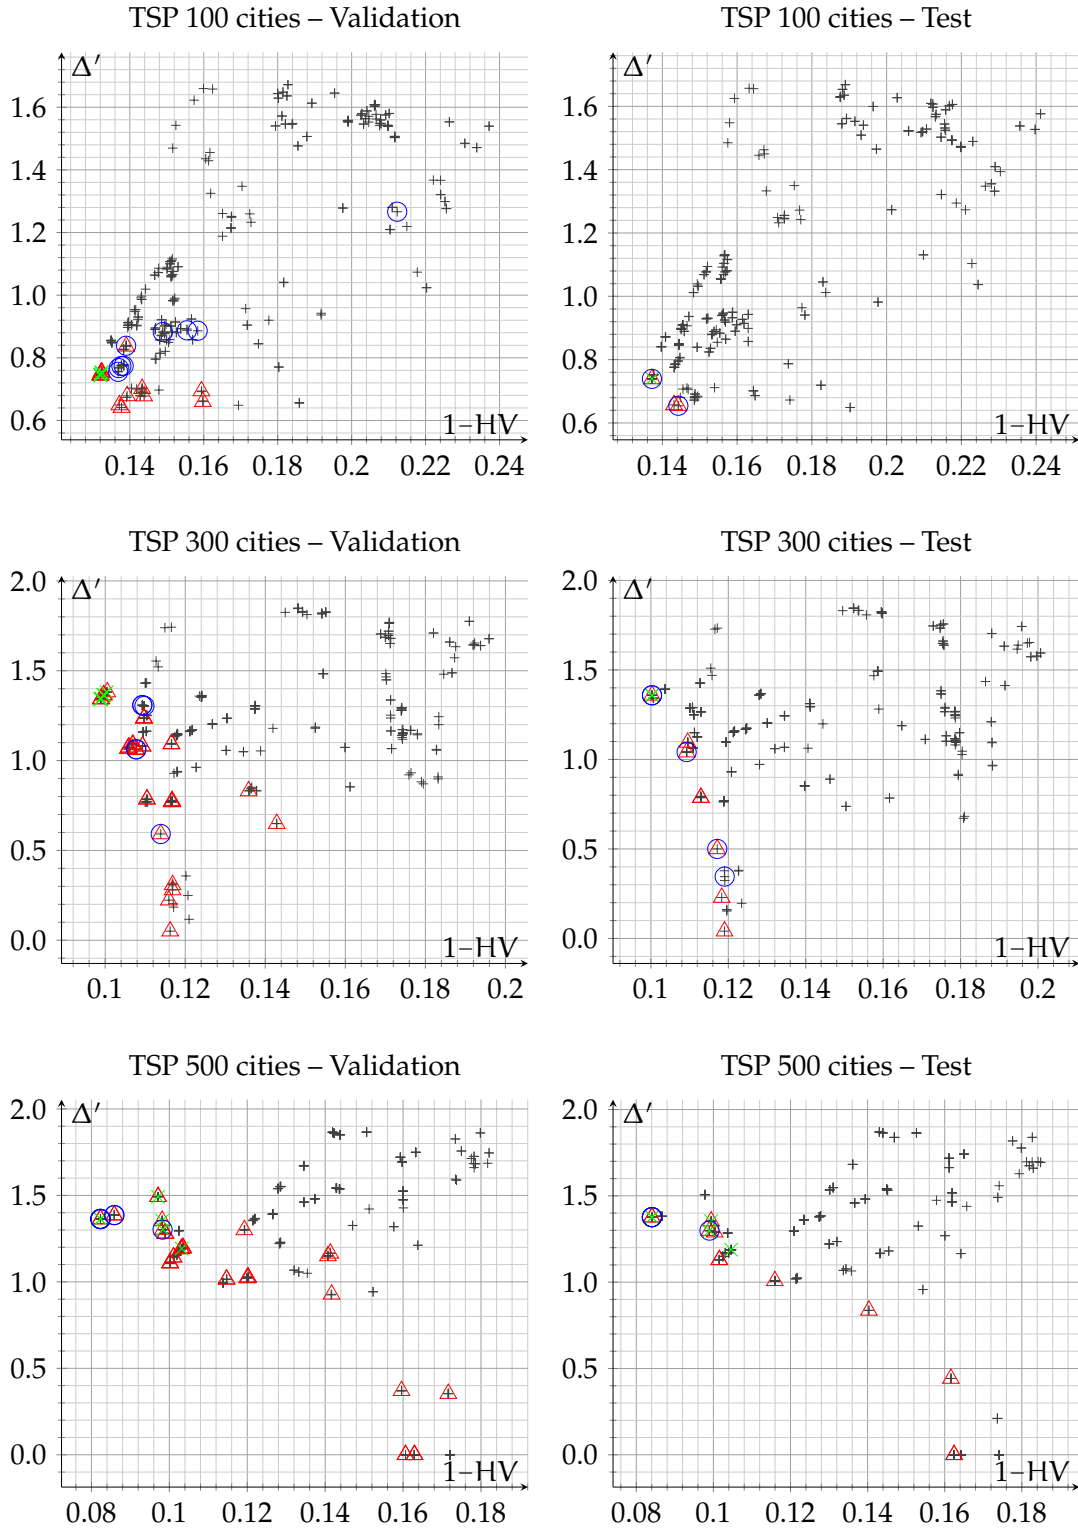 TSP 100 cities – Validation
Δ′
1.6
1.4
1.2
1.0
0.8
0.6
1–HV
0.14 0.16 0.18 0.2 0.22 0.24
TSP 100 cities – Test
Δ′
1.6
1.4
1.2
1.0
0.8
0.6
1–HV
0.14 0.16 0.18 0.2 0.22 0.24
TSP 300 cities – Validation
Δ′
2.0
1.5
1.0
0.5
0.0
1–HV
0.1 0.12 0.14 0.16 0.18 0.2
TSP 300 cities – Test
Δ′
2.0
1.5
1.0
0.5
0.0
1–HV
0.1 0.12 0.14 0.16 0.18 0.2
TSP 500 cities – Validation
Δ′
2.0
1.5
1.0
0.5
0.0
1–HV
0.08 0.1 0.12 0.14 0.16 0.18
TSP 500 cities – Test
Δ′
2.0
1.5
1.0
0.5
0.0
1–HV
0.08 0.1 0.12 0.14 0.16 0.18